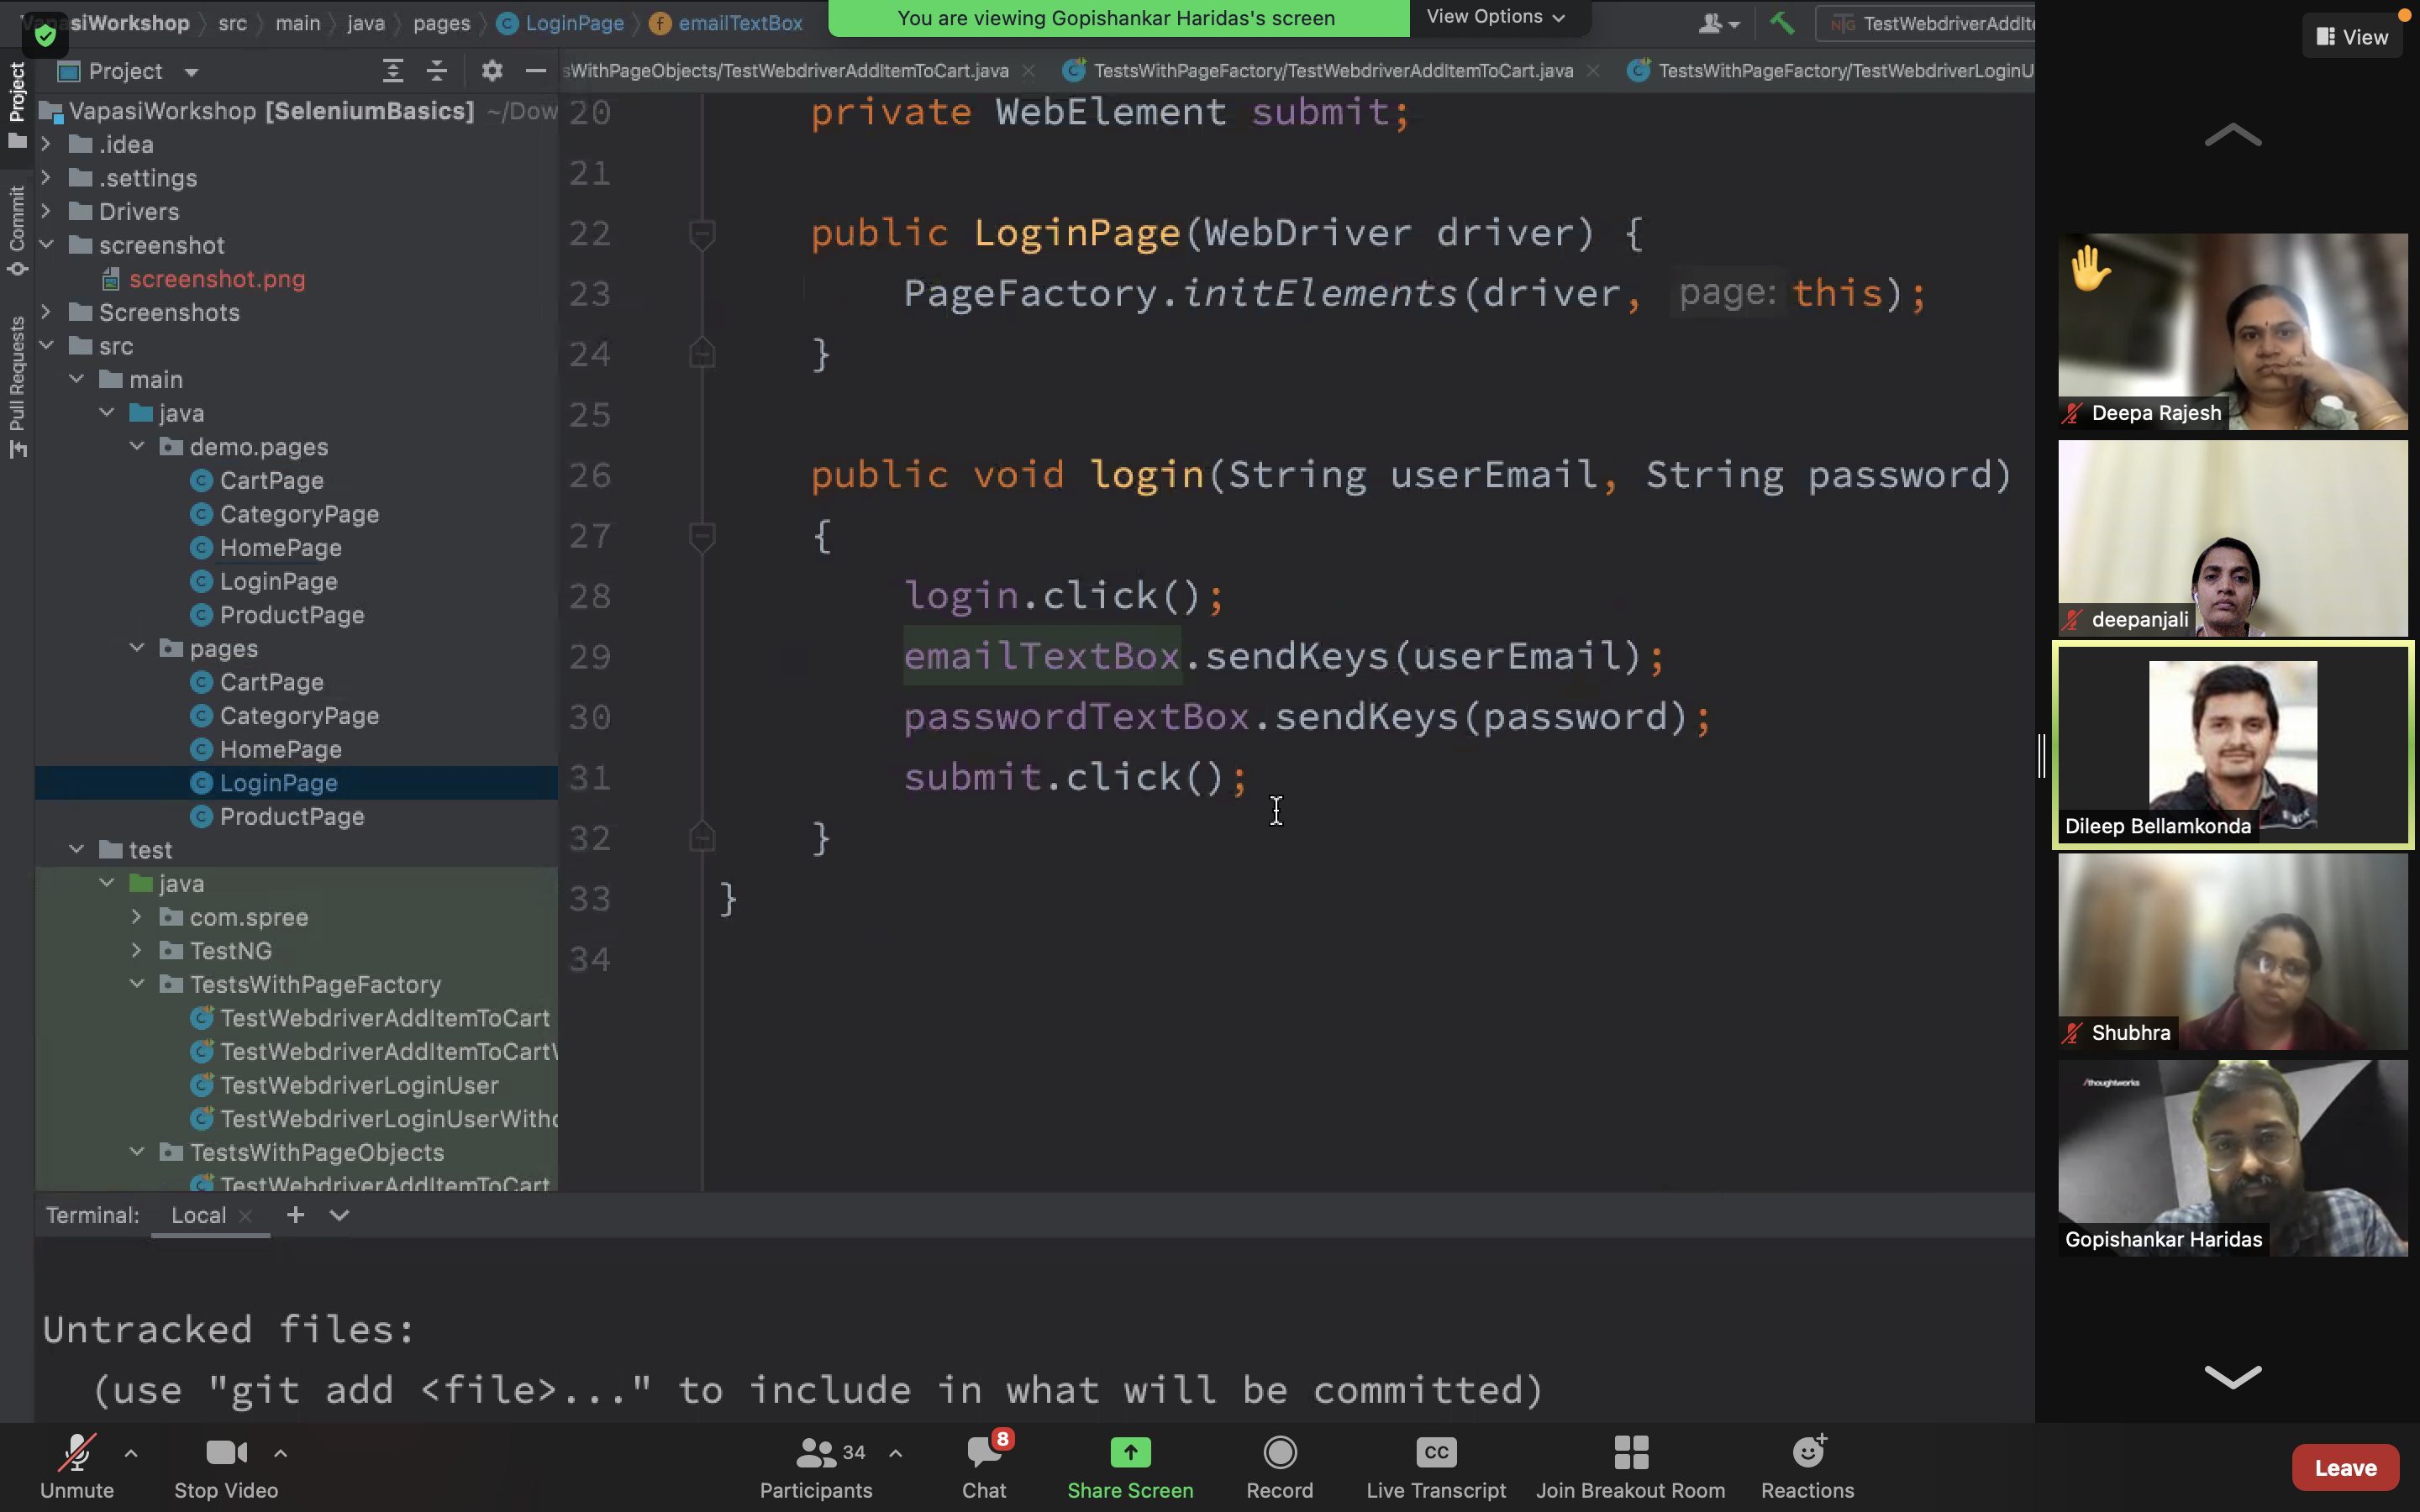 siWorkshop src main java pages LoginPage emailTextBox
You are viewing Gopishankar Haridas's screen
View Options
View
Project
sWithPageObjects/TestWebdriverAddItemToCart.java
TestsWithPageFactory/TestWebdriverAddItemToCart.java
TestsWithPageFactory/TestWebdriverLoginU
Project
Commit
Pull Requests
VapasiWorkshop [SeleniumBasics] ~/Dow
.idea
.settings
Drivers
screenshot
screenshot.png
Screenshots
src
main
java
demo.pages
CartPage
CategoryPage
HomePage
LoginPage
ProductPage
pages
CartPage
CategoryPage
HomePage
LoginPage
ProductPage
test
java
com.spree
TestNG
TestsWithPageFactory
TestWebdriverAddItemToCart
TestWebdriverAddItemToCartW
TestWebdriverLoginUser
TestWebdriverLoginUserWitho
TestsWithPageObjects
TestWebdriverAddItemToCart
20 private WebElement submit;
21
22 public LoginPage(WebDriver driver) {
23 PageFactory.initElements(driver, page: this);
24 }
25
26 public void login(String userEmail, String password)
27 {
28 login.click();
29 emailTextBox.sendKeys(userEmail);
30 passwordTextBox.sendKeys(password);
31 submit.click();
32 }
33 }
34
Terminal: Local
Untracked files:
(use "git add <file>..." to include in what will be committed)
Deepa Rajesh
deepanjali
Dileep Bellamkonda
Shubhra
/thoughtworks
Gopishankar Haridas
Unmute
Stop Video
34
Participants
8
Chat
Share Screen
Record
CC
Live Transcript
Join Breakout Room
Reactions
Leave